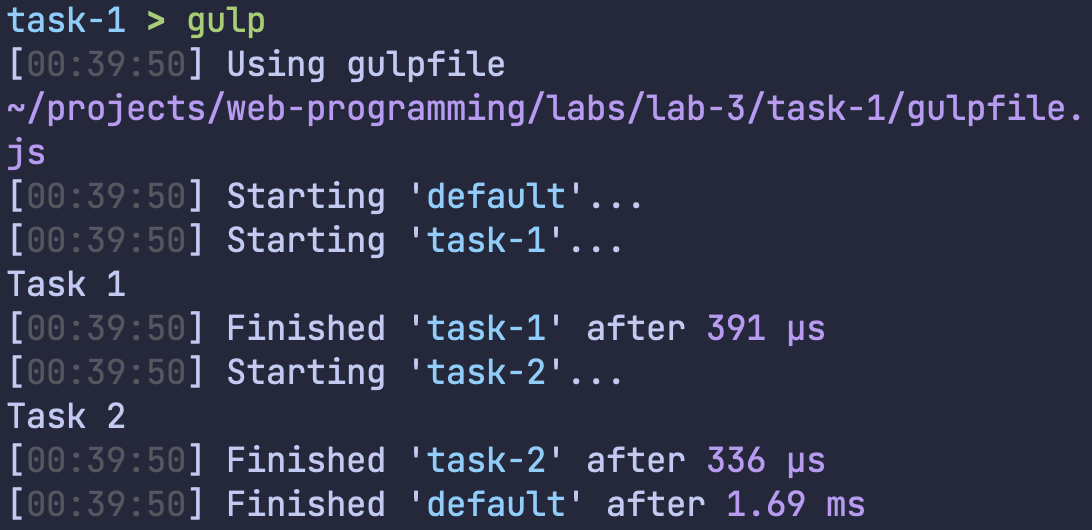 task-1 > gulp
[00:39:50] Using gulpfile
~/projects/web-programming/labs/lab-3/task-1/gulpfile.
js
[00:39:50] Starting 'default'...
[00:39:50] Starting 'task-1'...
Task 1
[00:39:50] Finished 'task-1' after 391 μs
[00:39:50] Starting 'task-2'...
Task 2
[00:39:50] Finished 'task-2' after 336 μs
[00:39:50] Finished 'default' after 1.69 ms